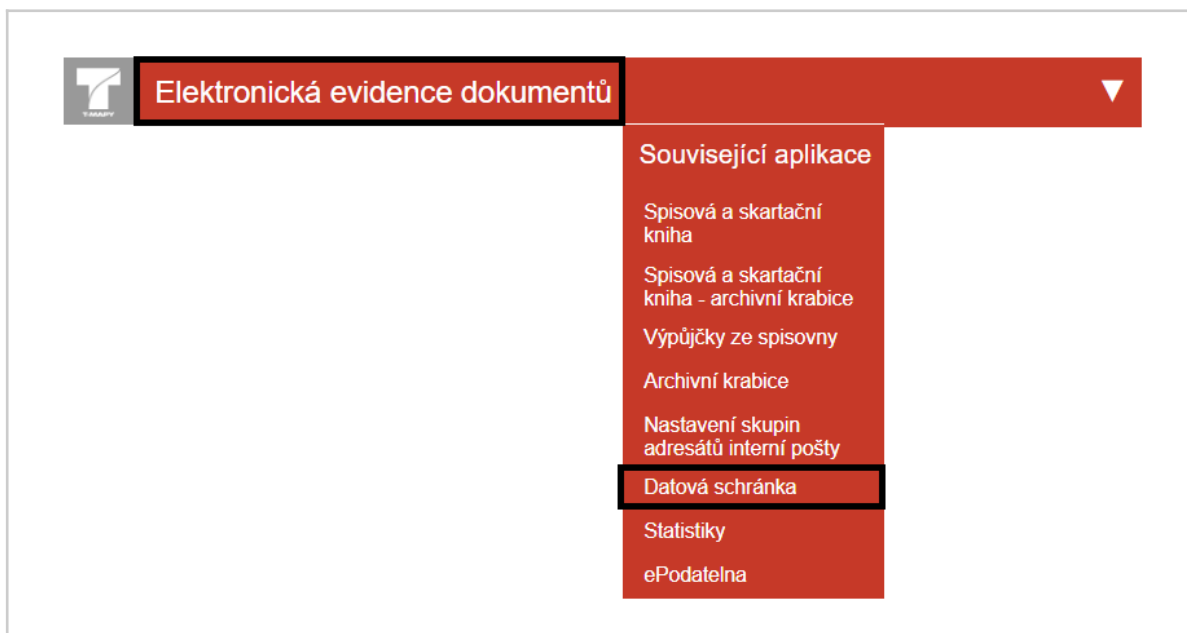 T-MAPY
Elektronická evidence dokumentů
▼
Související aplikace
Spisová a skartační
kniha
Spisová a skartační
kniha - archivní krabice
Výpůjčky ze spisovny
Archivní krabice
Nastavení skupin
adresátů interní pošty
Datová schránka
Statistiky
ePodatelna